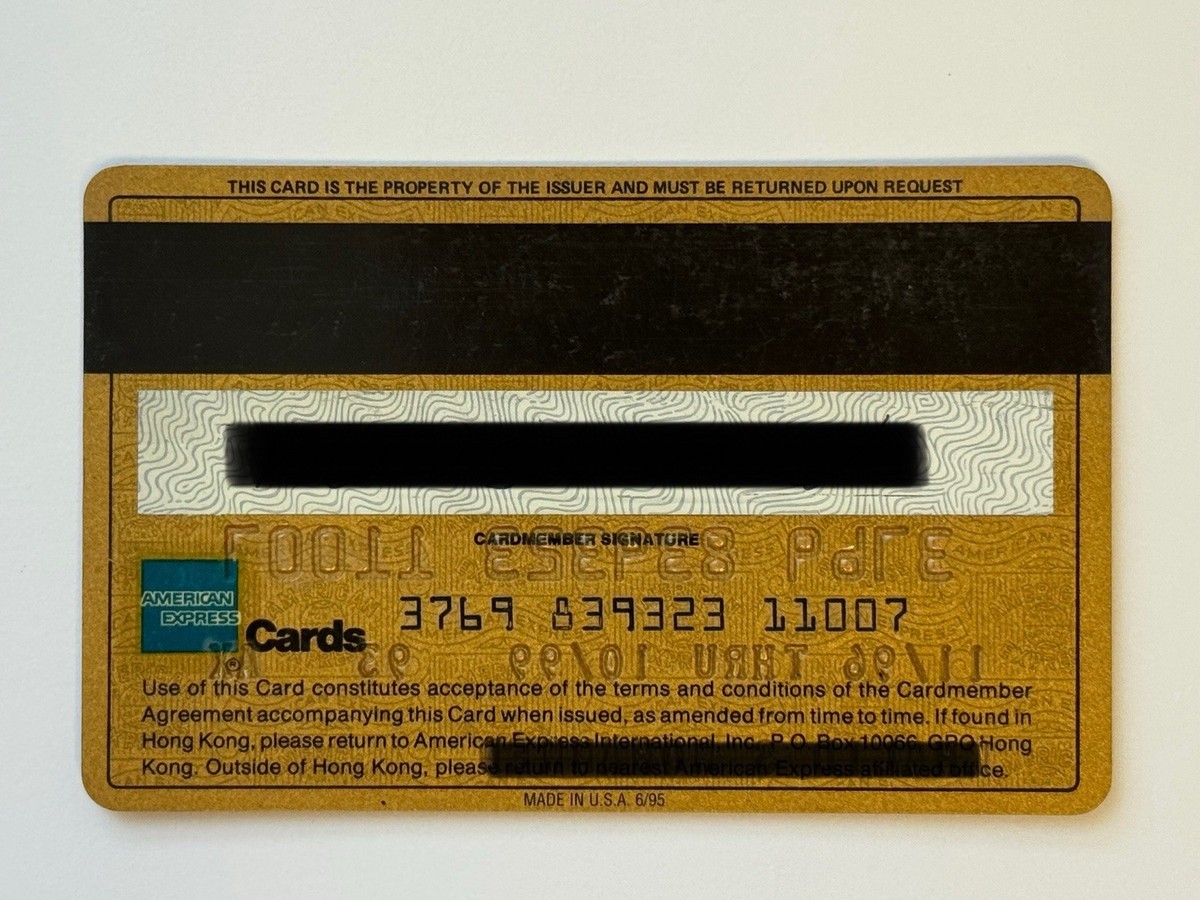 THIS CARD IS THE PROPERTY OF THE ISSUER AND MUST BE RETURNED UPON REQUEST
CARDMEMBER SIGNATURE
3769 839323 11007
3769 839323 11007
AMERICAN
EXPRESS
Cards
®
11/96 THRU 10/99
Use of this Card constitutes acceptance of the terms and conditions of the Cardmember
Agreement accompanying this Card when issued, as amended from time to time. If found in
Hong Kong, please return to American Express International, Inc., P.O. Box 10066, GPO Hong
Kong. Outside of Hong Kong, please return to nearest American Express affiliated office.
MADE IN U.S.A. 6/95